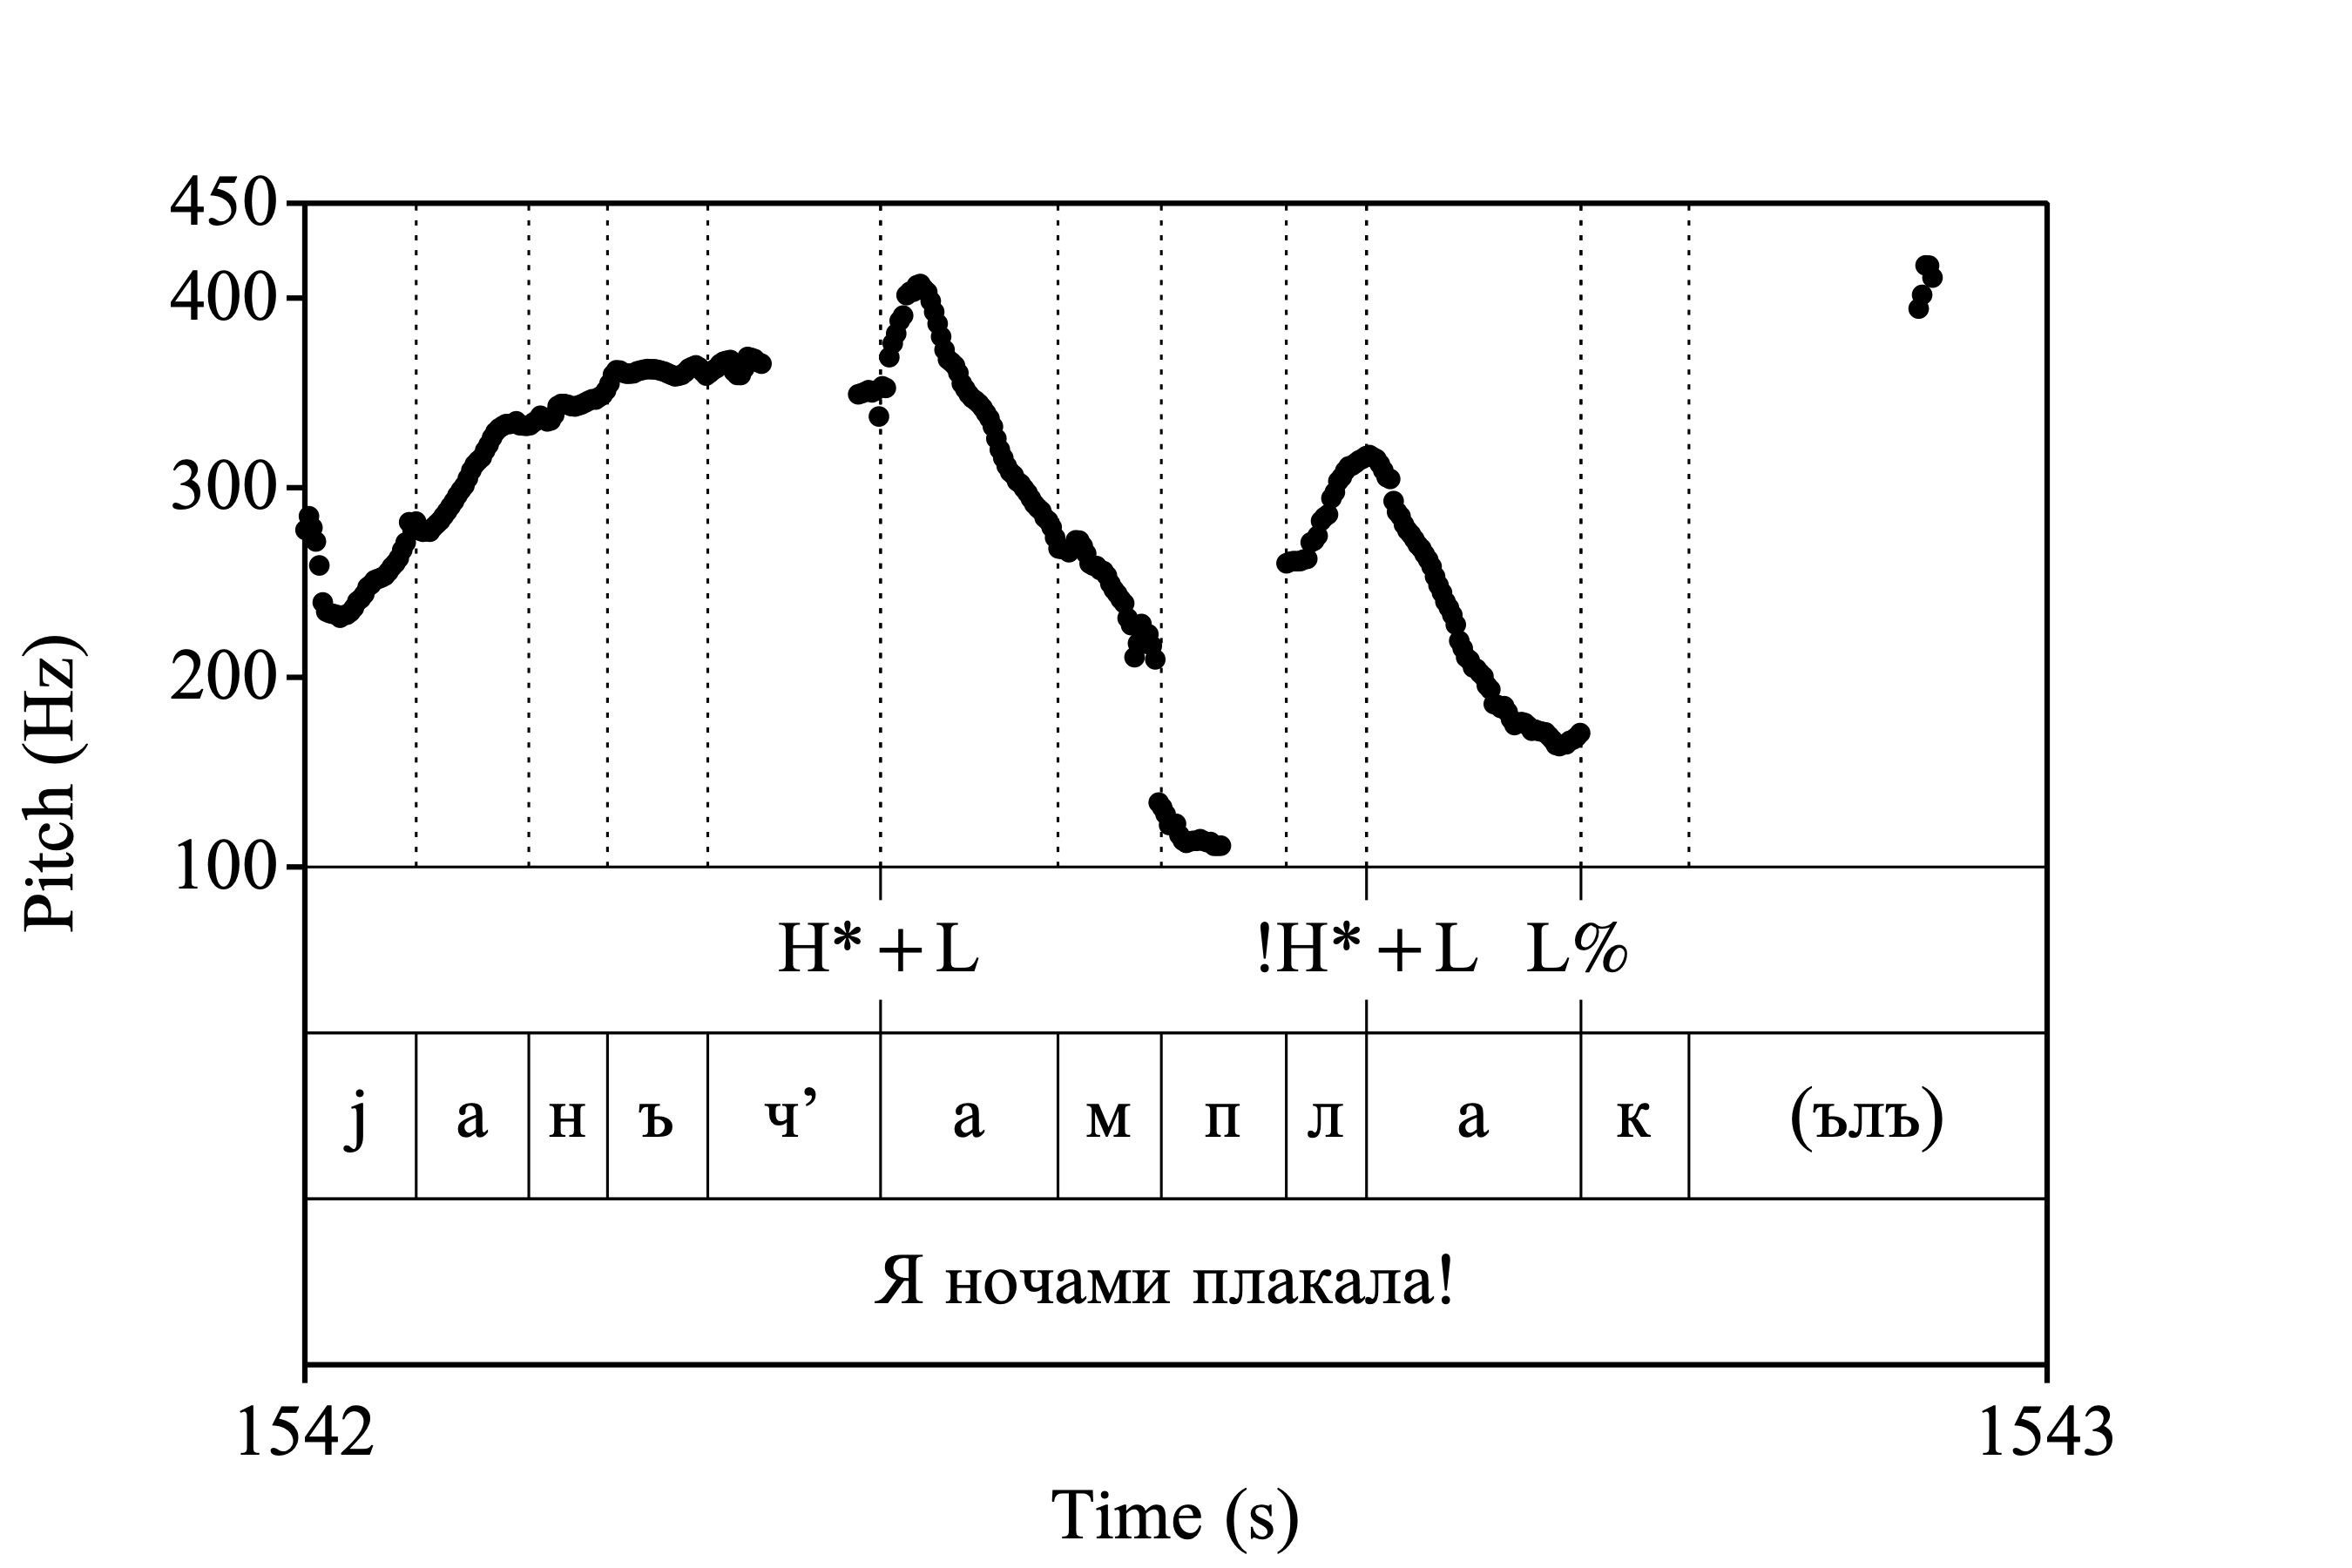 450
400
300
200
100
Pitch (Hz)
H* + L !H* + L L%
j а н ъ ч’ а м п л а к (ълъ)
Я ночами плакала!
1542 1543
Time (s)